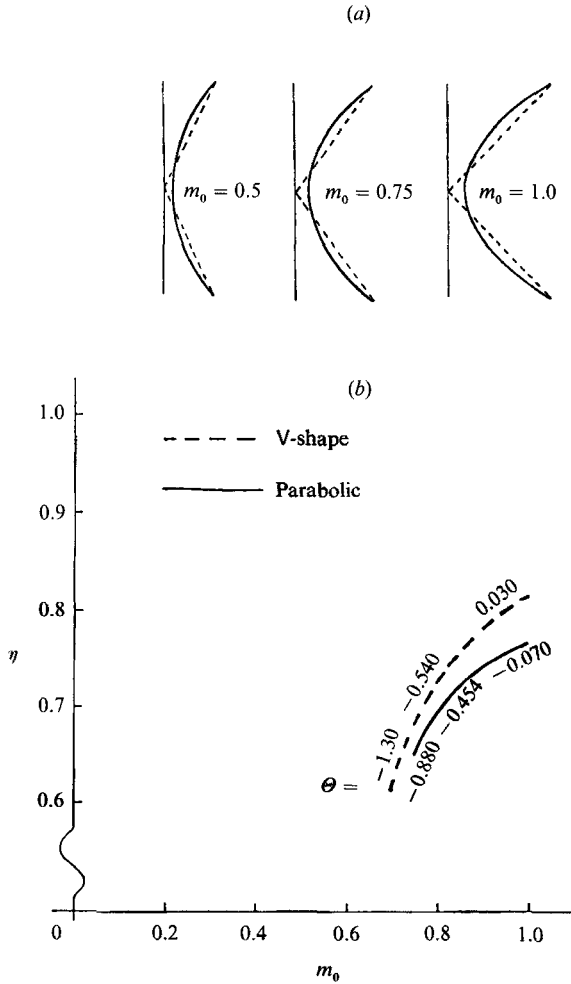 (a)
m₀ = 0.5
m₀ = 0.75
m₀ = 1.0
(b)
1.0
V-shape
Parabolic
0.9
0.8
η
0.7
0.6
0.030
−0.540
−1.30
−0.070
−0.454
−0.880
Θ =
0
0.2
0.4
0.6
0.8
1.0
m₀